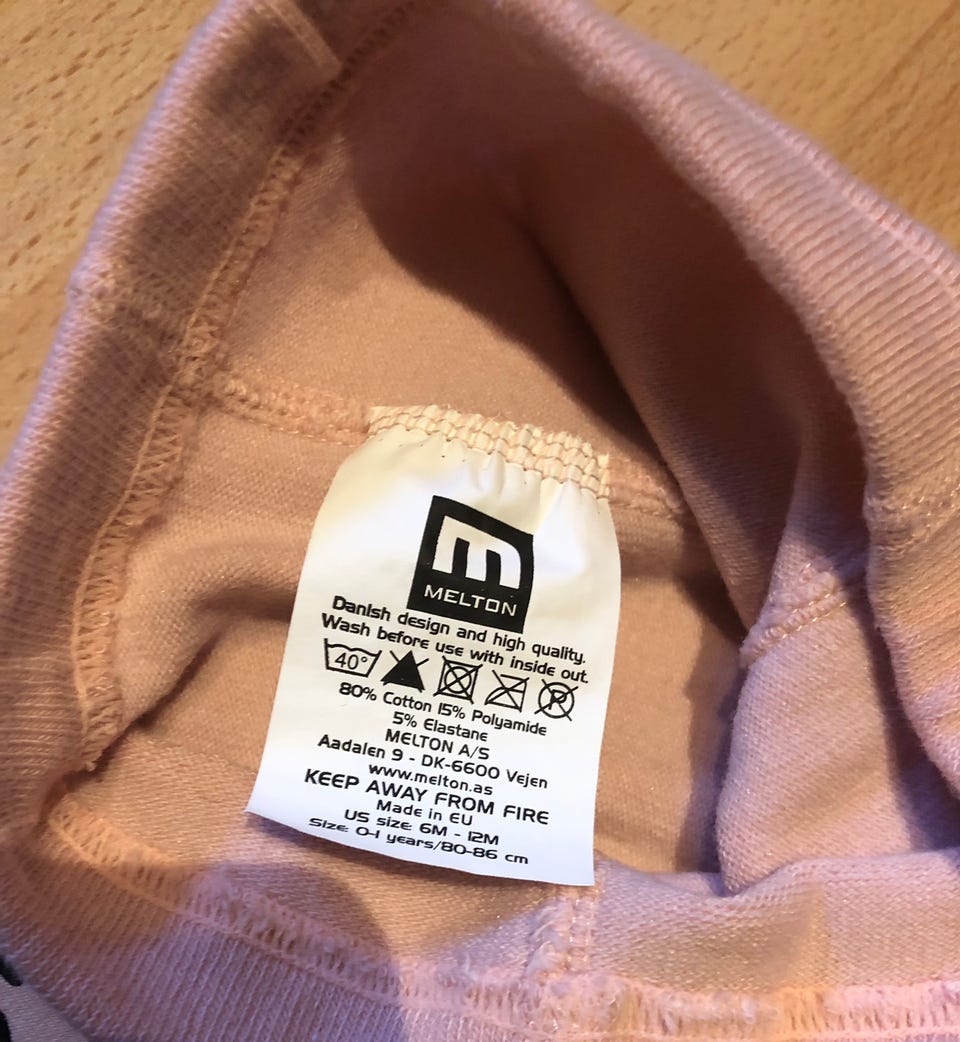 m
MELTON
Danish design and high quality.
Wash before use with inside out.
40° P
80% Cotton 15% Polyamide
5% Elastane
MELTON A/S
Aadalen 9 - DK-6600 Vejen
www.melton.as
KEEP AWAY FROM FIRE
Made in EU
US size: 6M - 12M
Size: 0-1 years/80-86 cm